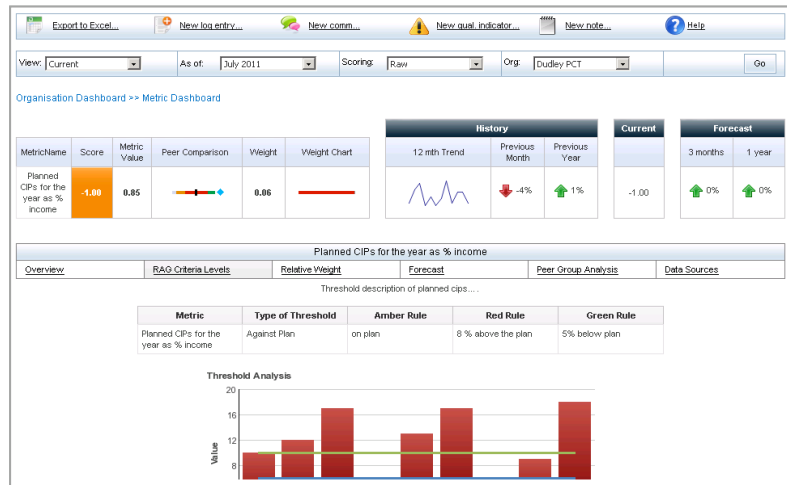 Export to Excel... New log entry... New comm... New qual. indicator... New note... Help
View: Current As of: July 2011 Scoring: Raw Org: Dudley PCT Go
Organisation Dashboard >> Metric Dashboard
History Current Forecast
MetricName Score Metric Value Peer Comparison Weight Weight Chart 12 mth Trend Previous Month Previous Year 3 months 1 year
Planned CIPs for the year as % income -1.00 0.85 0.06 -4% 1% -1.00 0% 0%
Planned CIPs for the year as % income
Overview RAG Criteria Levels Relative Weight Forecast Peer Group Analysis Data Sources
Threshold description of planned cips....
Metric Type of Threshold Amber Rule Red Rule Green Rule
Planned CIPs for the year as % income Against Plan on plan 8 % above the plan 5% below plan
Threshold Analysis
20
16
12
8
Value